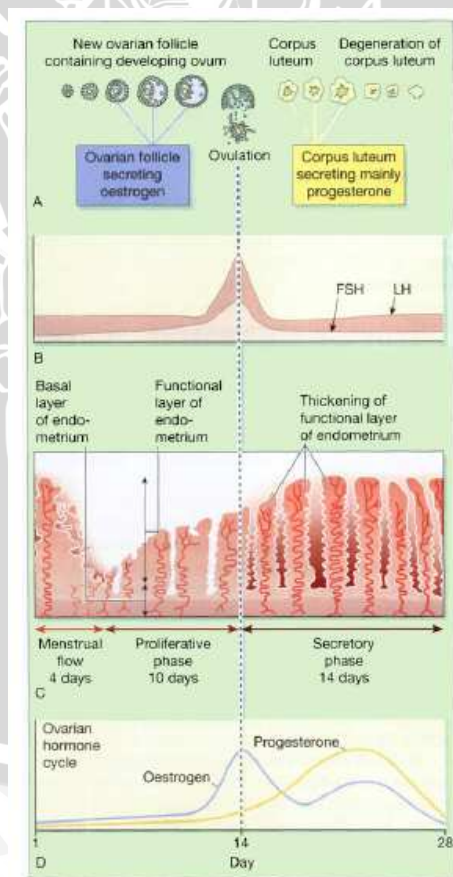 New ovarian follicle
containing developing ovum
Corpus
luteum
Degeneration of
corpus luteum
Ovarian follicle
secreting
oestrogen
Ovulation
Corpus luteum
secreting mainly
progesterone
A
FSH
LH
B
Basal
layer
of endo-
metrium
Functional
layer of
endo-
metrium
Thickening of
functional layer
of endometrium
Menstrual
flow
4 days
Proliferative
phase
10 days
Secretory
phase
14 days
C
Ovarian
hormone
cycle
Oestrogen
Progesterone
1
14
28
D
Day